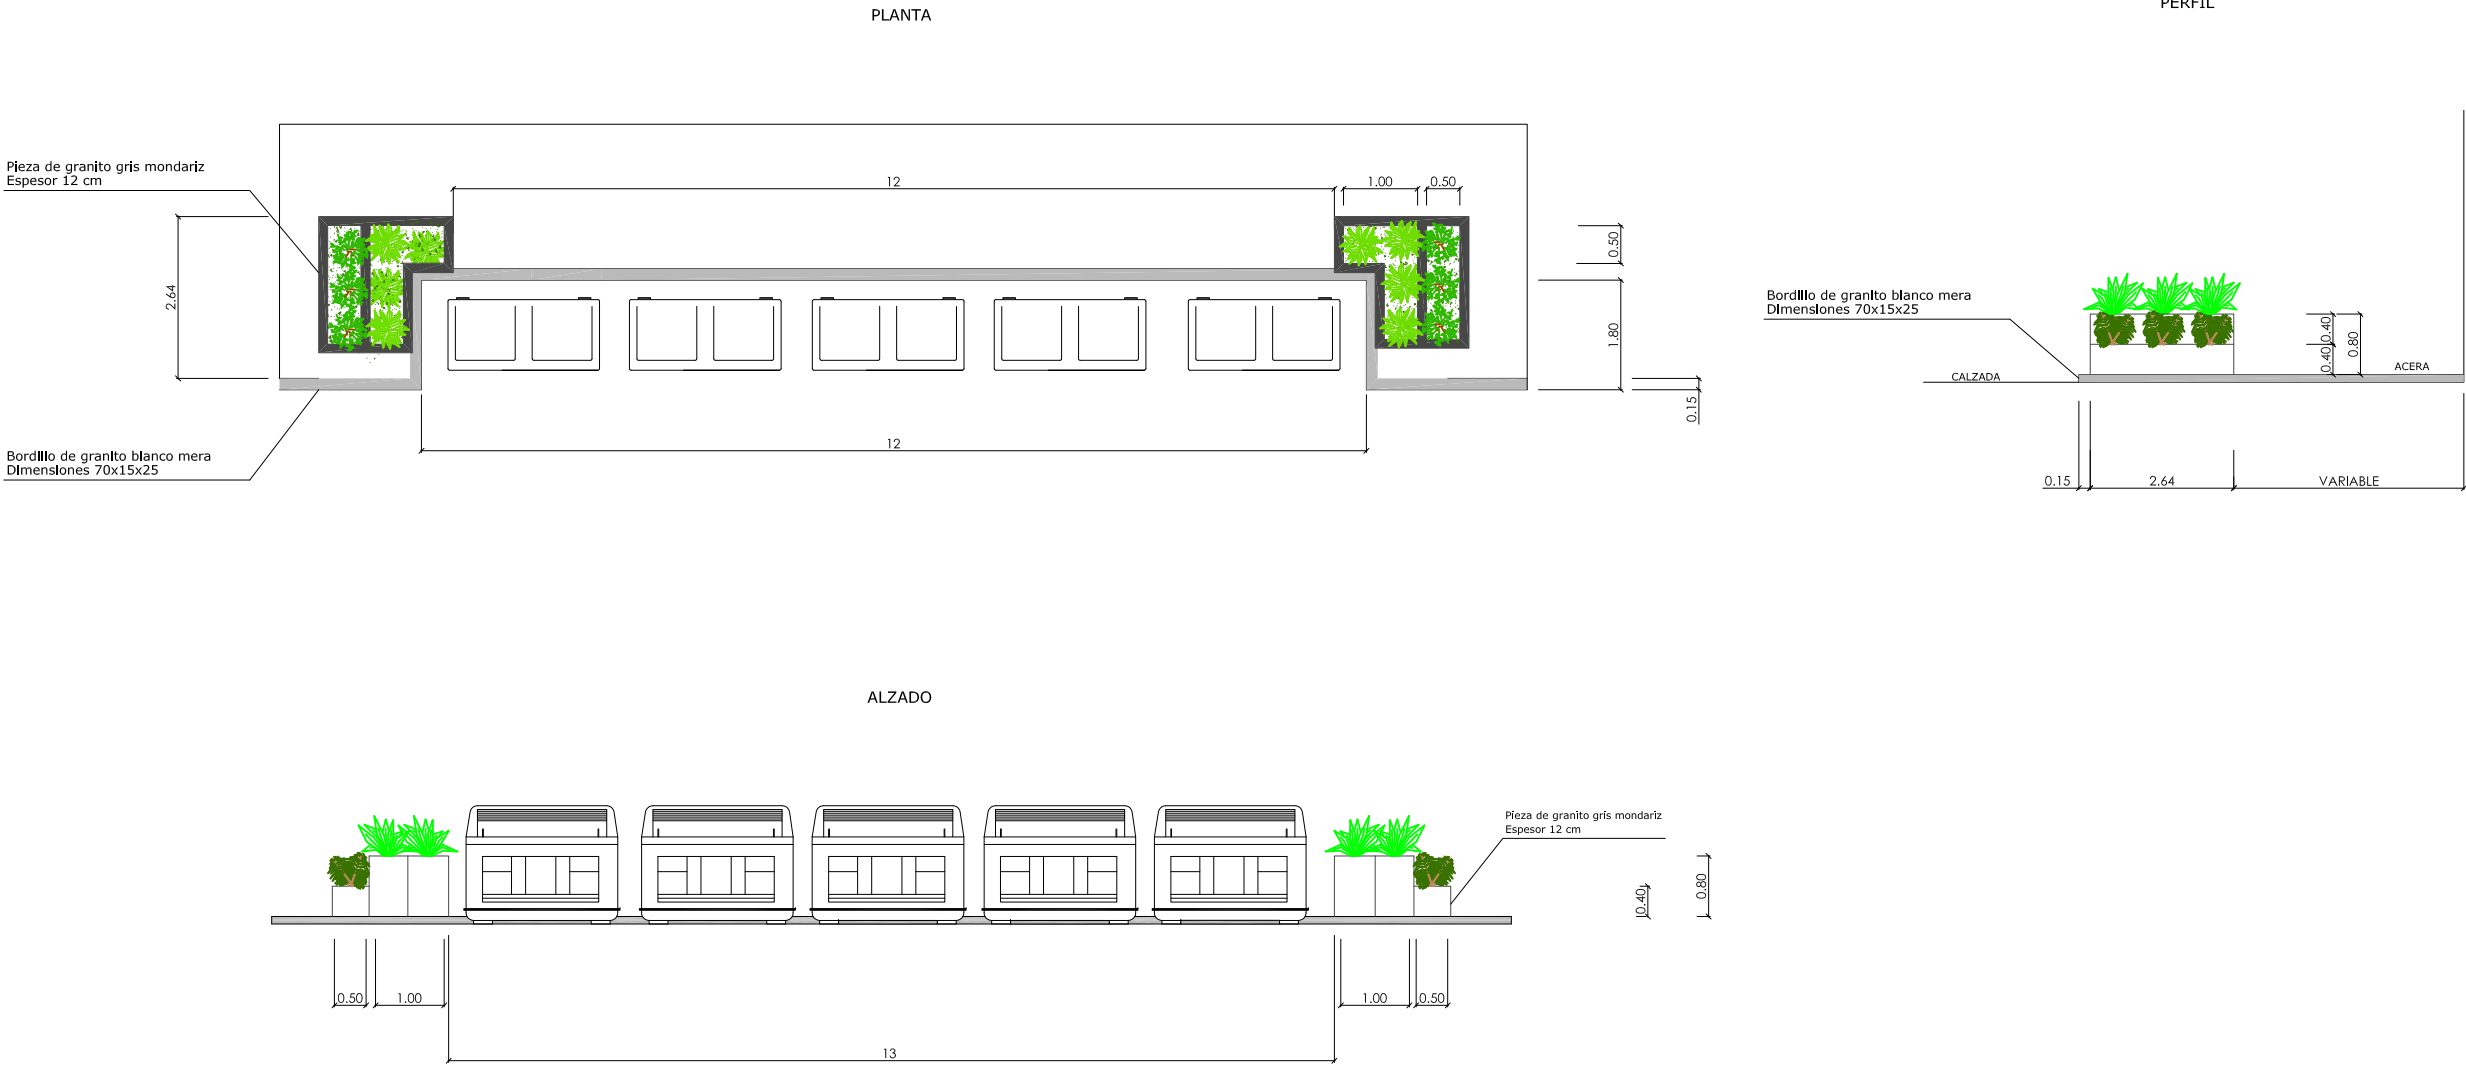 PLANTA
PERFIL
Pieza de granito gris mondariz
Espesor 12 cm
12
1.00
0.50
2.64
0.50
1.80
0.15
12
Bordillo de granito blanco mera
Dimensiones 70x15x25
Bordillo de granito blanco mera
Dimensiones 70x15x25
0.40
0.40
0.80
ACERA
CALZADA
0.15
2.64
VARIABLE
ALZADO
Pieza de granito gris mondariz
Espesor 12 cm
0.40
0.80
0.50
1.00
1.00
0.50
13